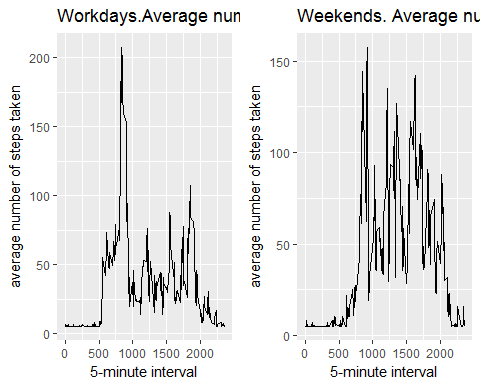 Workdays.Average nun
average number of steps taken
200
150
100
50
0
0 500 1000 1500 2000
5-minute interval
Weekends. Average nu
average number of steps taken
150
100
50
0
0 500 1000 1500 2000
5-minute interval